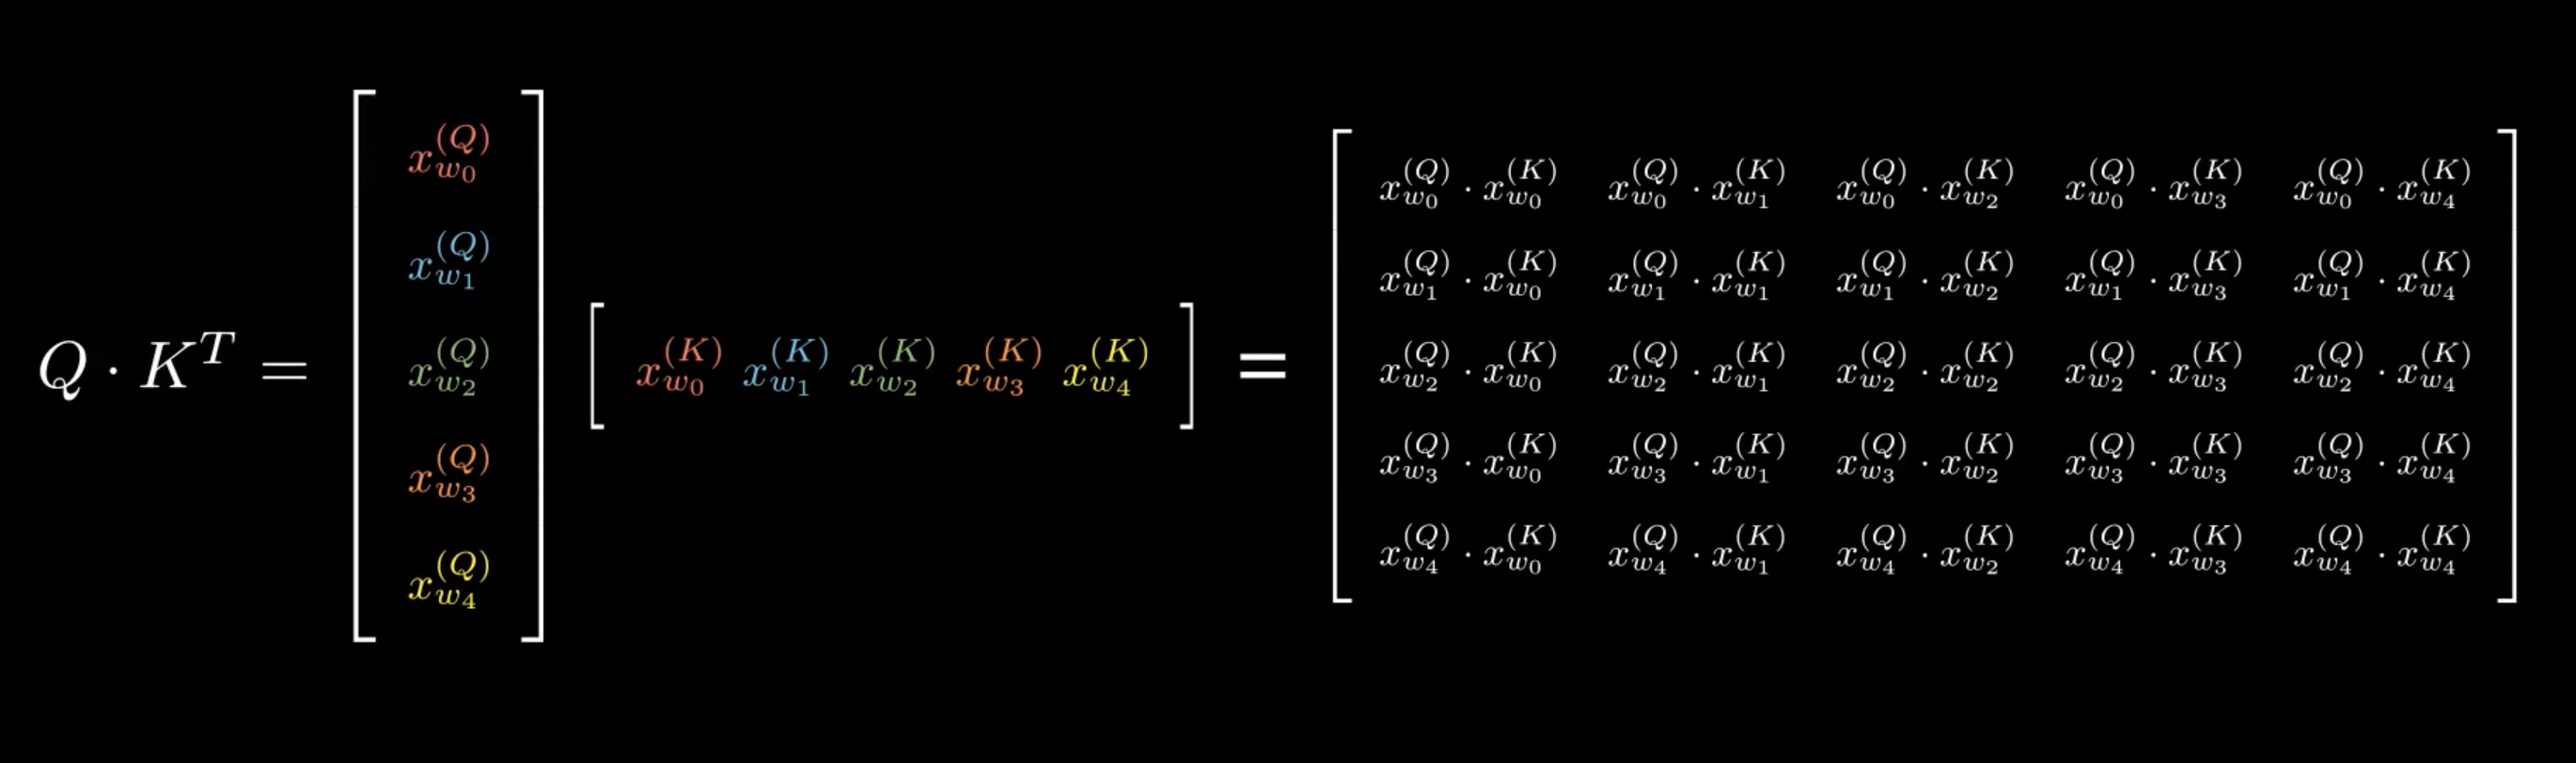 Q · K^T = [ x_{w_0}^{(Q)} x_{w_1}^{(Q)} x_{w_2}^{(Q)} x_{w_3}^{(Q)} x_{w_4}^{(Q)} ] [ x_{w_0}^{(K)} x_{w_1}^{(K)} x_{w_2}^{(K)} x_{w_3}^{(K)} x_{w_4}^{(K)} ] =
x_{w_0}^{(Q)} · x_{w_0}^{(K)} x_{w_0}^{(Q)} · x_{w_1}^{(K)} x_{w_0}^{(Q)} · x_{w_2}^{(K)} x_{w_0}^{(Q)} · x_{w_3}^{(K)} x_{w_0}^{(Q)} · x_{w_4}^{(K)}
x_{w_1}^{(Q)} · x_{w_0}^{(K)} x_{w_1}^{(Q)} · x_{w_1}^{(K)} x_{w_1}^{(Q)} · x_{w_2}^{(K)} x_{w_1}^{(Q)} · x_{w_3}^{(K)} x_{w_1}^{(Q)} · x_{w_4}^{(K)}
x_{w_2}^{(Q)} · x_{w_0}^{(K)} x_{w_2}^{(Q)} · x_{w_1}^{(K)} x_{w_2}^{(Q)} · x_{w_2}^{(K)} x_{w_2}^{(Q)} · x_{w_3}^{(K)} x_{w_2}^{(Q)} · x_{w_4}^{(K)}
x_{w_3}^{(Q)} · x_{w_0}^{(K)} x_{w_3}^{(Q)} · x_{w_1}^{(K)} x_{w_3}^{(Q)} · x_{w_2}^{(K)} x_{w_3}^{(Q)} · x_{w_3}^{(K)} x_{w_3}^{(Q)} · x_{w_4}^{(K)}
x_{w_4}^{(Q)} · x_{w_0}^{(K)} x_{w_4}^{(Q)} · x_{w_1}^{(K)} x_{w_4}^{(Q)} · x_{w_2}^{(K)} x_{w_4}^{(Q)} · x_{w_3}^{(K)} x_{w_4}^{(Q)} · x_{w_4}^{(K)}